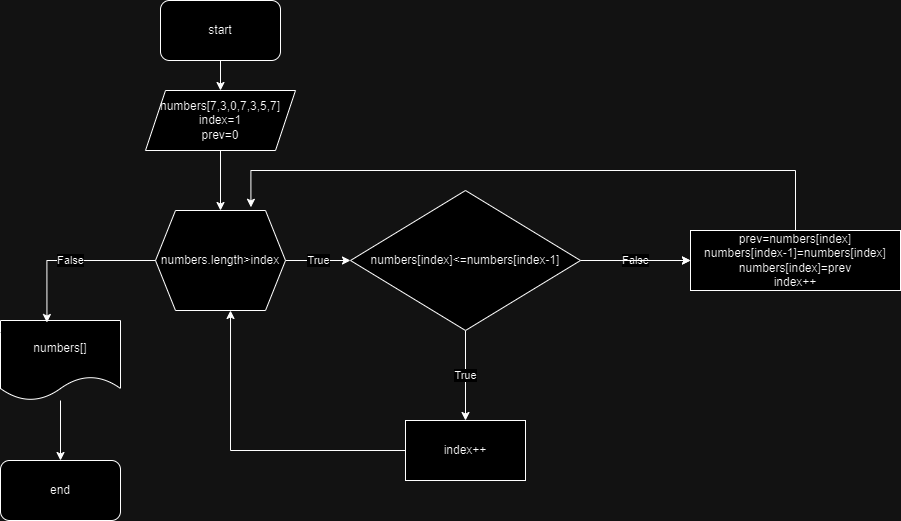 start
numbers[7,3,0,7,3,5,7]
index=1
prev=0
numbers.length>index
True
False
numbers[index]<=numbers[index-1]
False
prev=numbers[index]
numbers[index-1]=numbers[index]
numbers[index]=prev
index++
numbers[]
True
index++
end